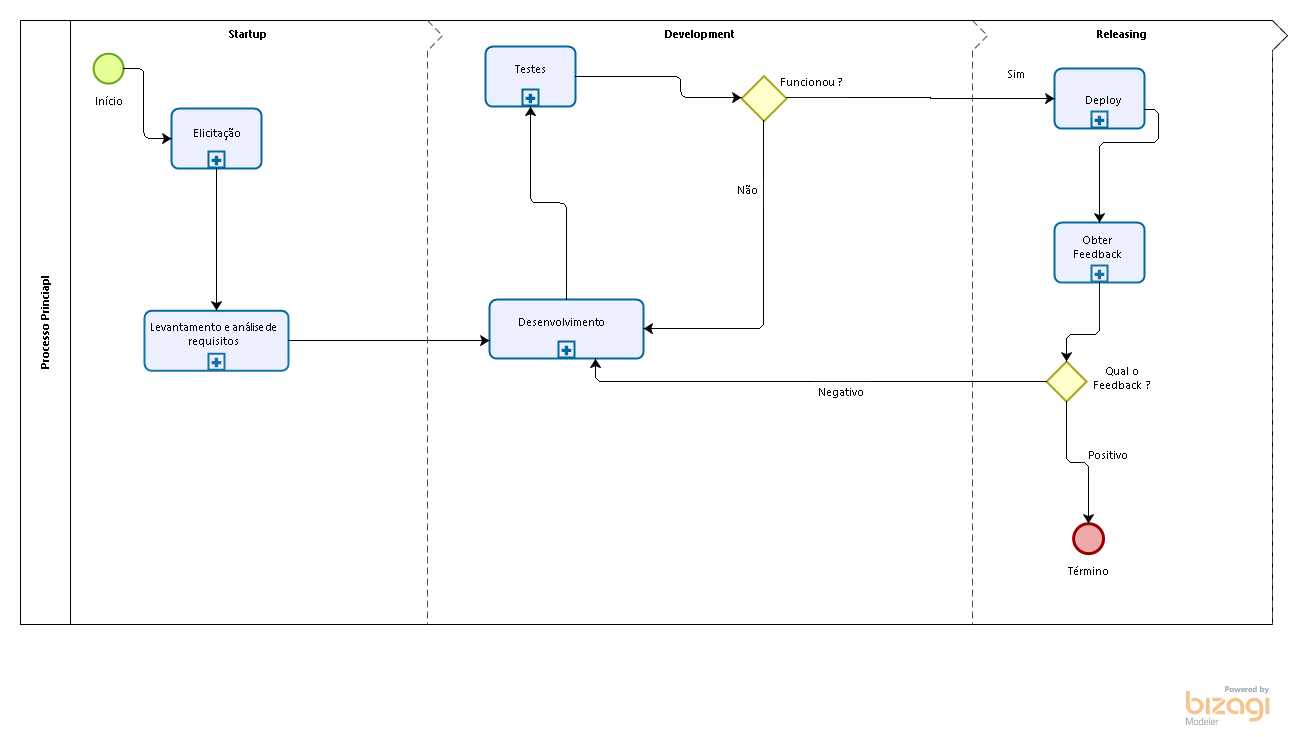 Processo Princiapl
Startup
Development
Releasing
Início
Elicitação
Levantamento e análise de
requisitos
Testes
Funcionou ?
Sim
Não
Desenvolvimento
Negativo
Deploy
Obter
Feedback
Qual o
Feedback ?
Positivo
Término
Powered by
bizagi
Modeler